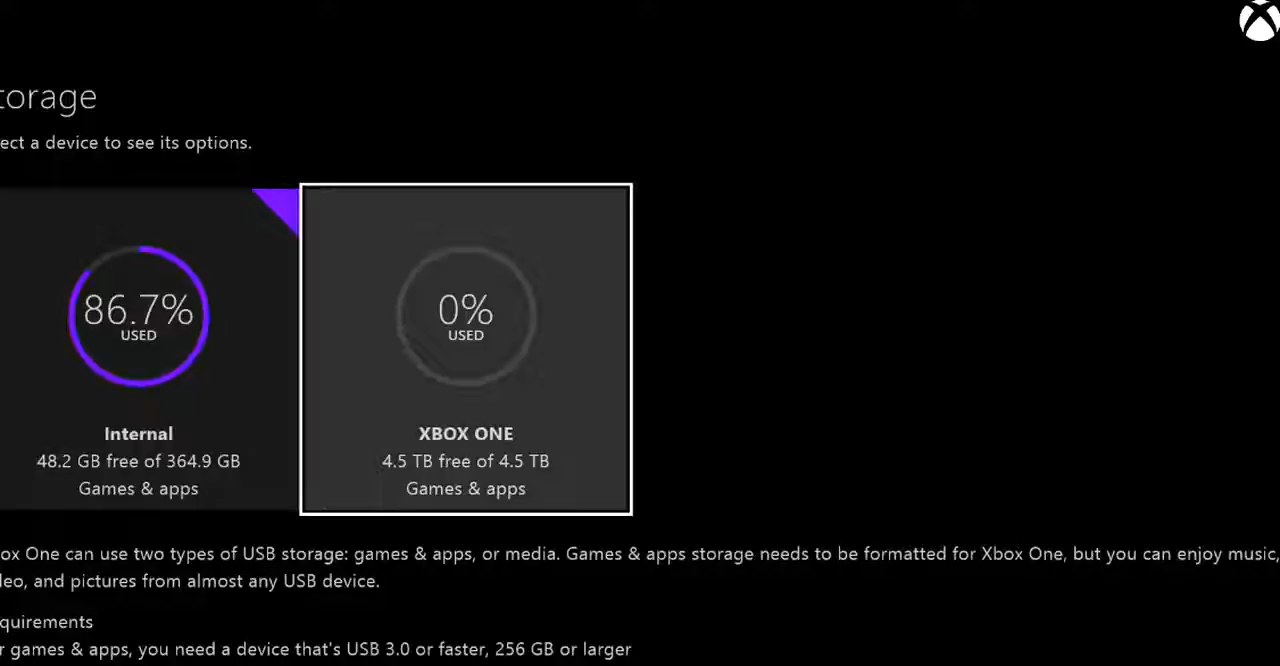 torage
ect a device to see its options.
86.7%
USED
Internal
48.2 GB free of 364.9 GB
Games & apps
0%
USED
XBOX ONE
4.5 TB free of 4.5 TB
Games & apps
ox One can use two types of USB storage: games & apps, or media. Games & apps storage needs to be formatted for Xbox One, but you can enjoy music,
leo, and pictures from almost any USB device.
quirements
r games & apps, you need a device that's USB 3.0 or faster, 256 GB or larger